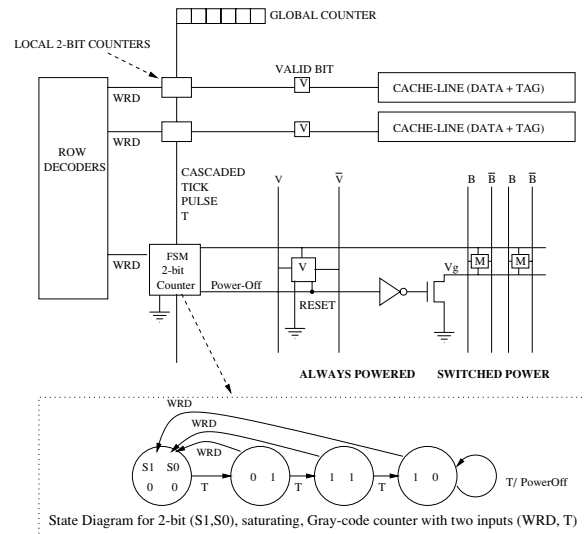 GLOBAL COUNTER
LOCAL 2-BIT COUNTERS
VALID BIT
WRD
V
CACHE-LINE (DATA + TAG)
WRD
V
CACHE-LINE (DATA + TAG)
ROW
DECODERS
CASCADED
TICK
PULSE
T
V
V̅
B
B̅
B
B̅
WRD
FSM
2-bit
Counter
Power-Off
V
RESET
Vg
M
M
ALWAYS POWERED
SWITCHED POWER
WRD
WRD
WRD
S1 S0
0 0
T
0 1
T
1 1
T
1 0
T/ PowerOff
State Diagram for 2-bit (S1,S0), saturating, Gray-code counter with two inputs (WRD, T)